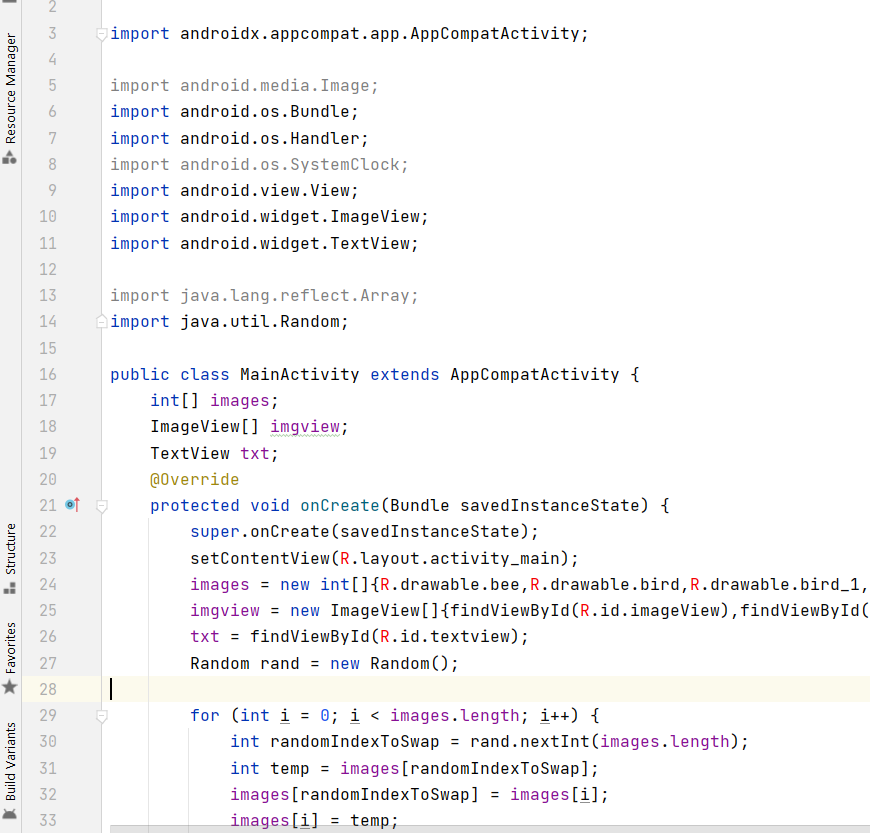 Resource Manager
Structure
Favorites
Build Variants
2
3 import androidx.appcompat.app.AppCompatActivity;
4
5 import android.media.Image;
6 import android.os.Bundle;
7 import android.os.Handler;
8 import android.os.SystemClock;
9 import android.view.View;
10 import android.widget.ImageView;
11 import android.widget.TextView;
12
13 import java.lang.reflect.Array;
14 import java.util.Random;
15
16 public class MainActivity extends AppCompatActivity {
17 int[] images;
18 ImageView[] imgview;
19 TextView txt;
20 @Override
21 protected void onCreate(Bundle savedInstanceState) {
22 super.onCreate(savedInstanceState);
23 setContentView(R.layout.activity_main);
24 images = new int[]{R.drawable.bee,R.drawable.bird,R.drawable.bird_1,
25 imgview = new ImageView[]{findViewById(R.id.imageView),findViewById(
26 txt = findViewById(R.id.textview);
27 Random rand = new Random();
28
29 for (int i = 0; i < images.length; i++) {
30 int randomIndexToSwap = rand.nextInt(images.length);
31 int temp = images[randomIndexToSwap];
32 images[randomIndexToSwap] = images[i];
33 images[i] = temp;